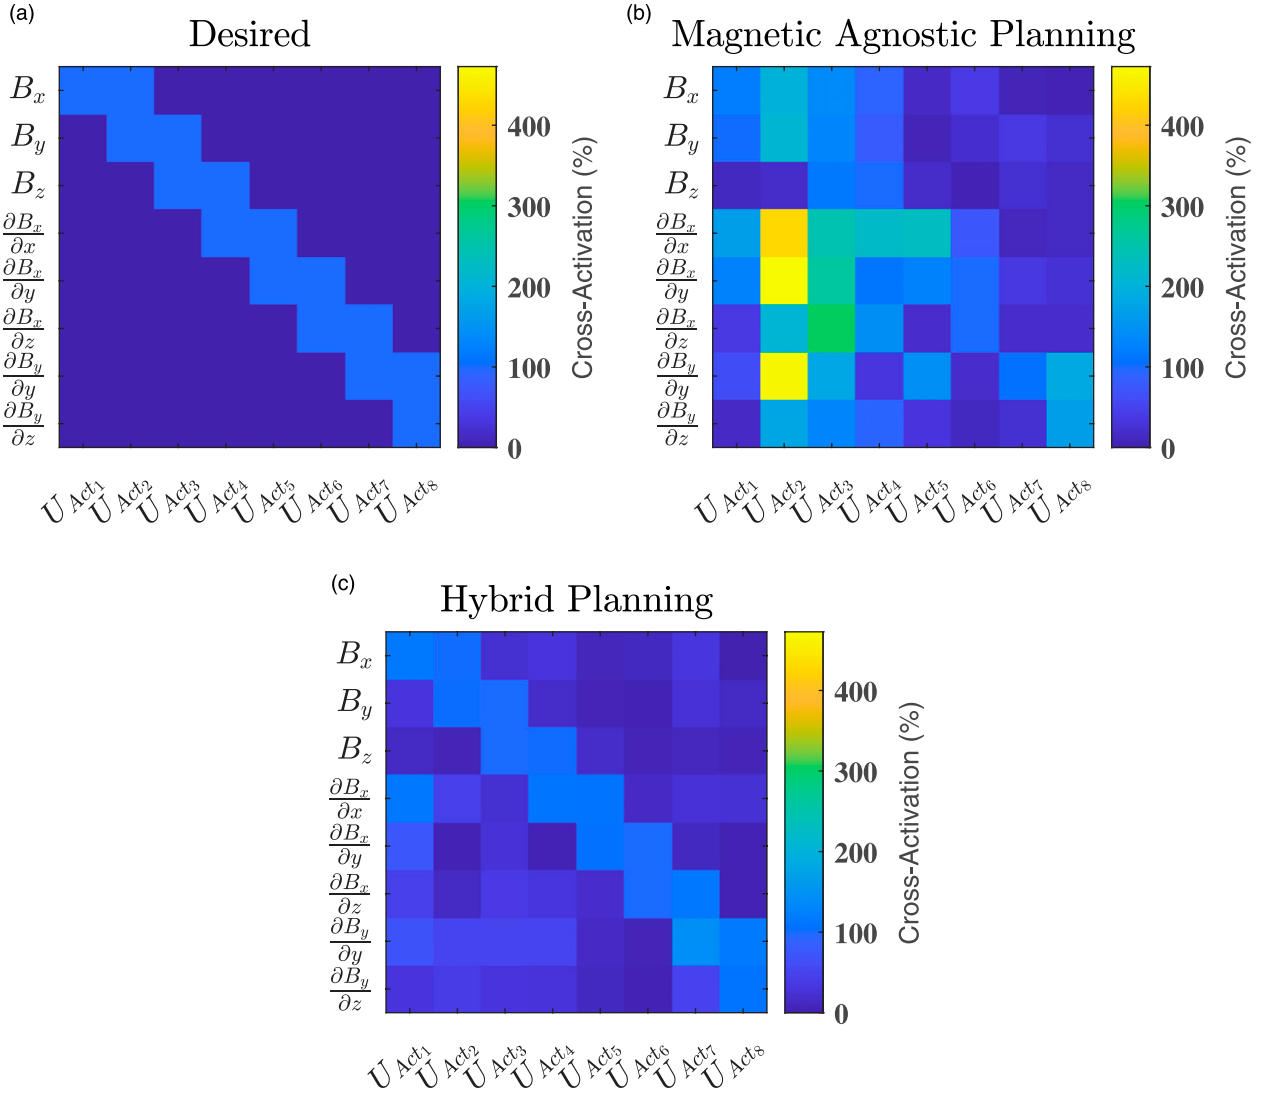 (a)
Desired
B_x
B_y
B_z
∂B_x/∂x
∂B_x/∂y
∂B_x/∂z
∂B_y/∂y
∂B_y/∂z
U_Act1 U_Act2 U_Act3 U_Act4 U_Act5 U_Act6 U_Act7 U_Act8
400
300
200
100
0
Cross-Activation (%)
(b)
Magnetic Agnostic Planning
B_x
B_y
B_z
∂B_x/∂x
∂B_x/∂y
∂B_x/∂z
∂B_y/∂y
∂B_y/∂z
U_Act1 U_Act2 U_Act3 U_Act4 U_Act5 U_Act6 U_Act7 U_Act8
400
300
200
100
0
Cross-Activation (%)
(c)
Hybrid Planning
B_x
B_y
B_z
∂B_x/∂x
∂B_x/∂y
∂B_x/∂z
∂B_y/∂y
∂B_y/∂z
U_Act1 U_Act2 U_Act3 U_Act4 U_Act5 U_Act6 U_Act7 U_Act8
400
300
200
100
0
Cross-Activation (%)